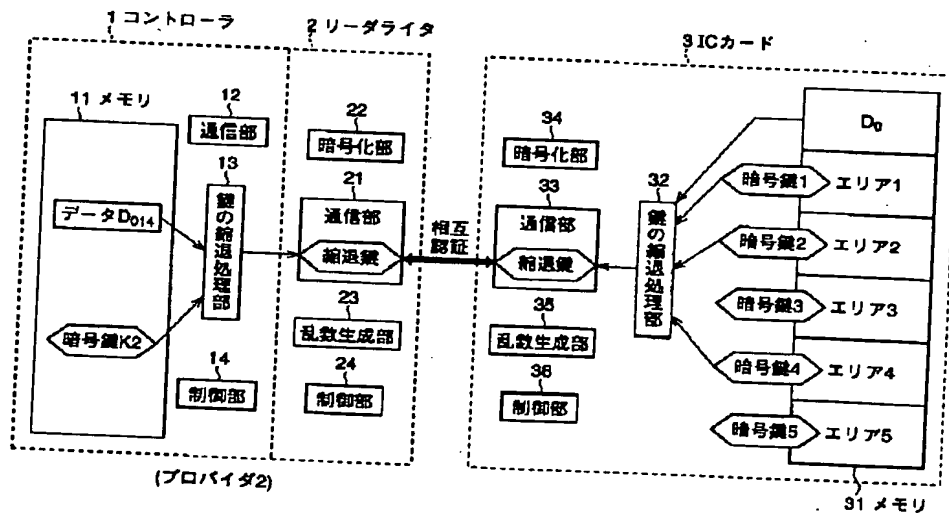 1 コントローラ
2 リーダライタ
3 ICカード
11 メモリ
12
通信部
13
鍵の縮退処理部
データD014
暗号鍵K2
14
制御部
(プロバイダ2)
22
暗号化部
21
通信部
縮退鍵
23
乱数生成部
24
制御部
相互
認証
34
暗号化部
33
通信部
縮退鍵
35
乱数生成部
36
制御部
32
鍵の縮退処理部
D0
暗号鍵1
エリア1
暗号鍵2
エリア2
暗号鍵3
エリア3
暗号鍵4
エリア4
暗号鍵5
エリア5
31 メモリ